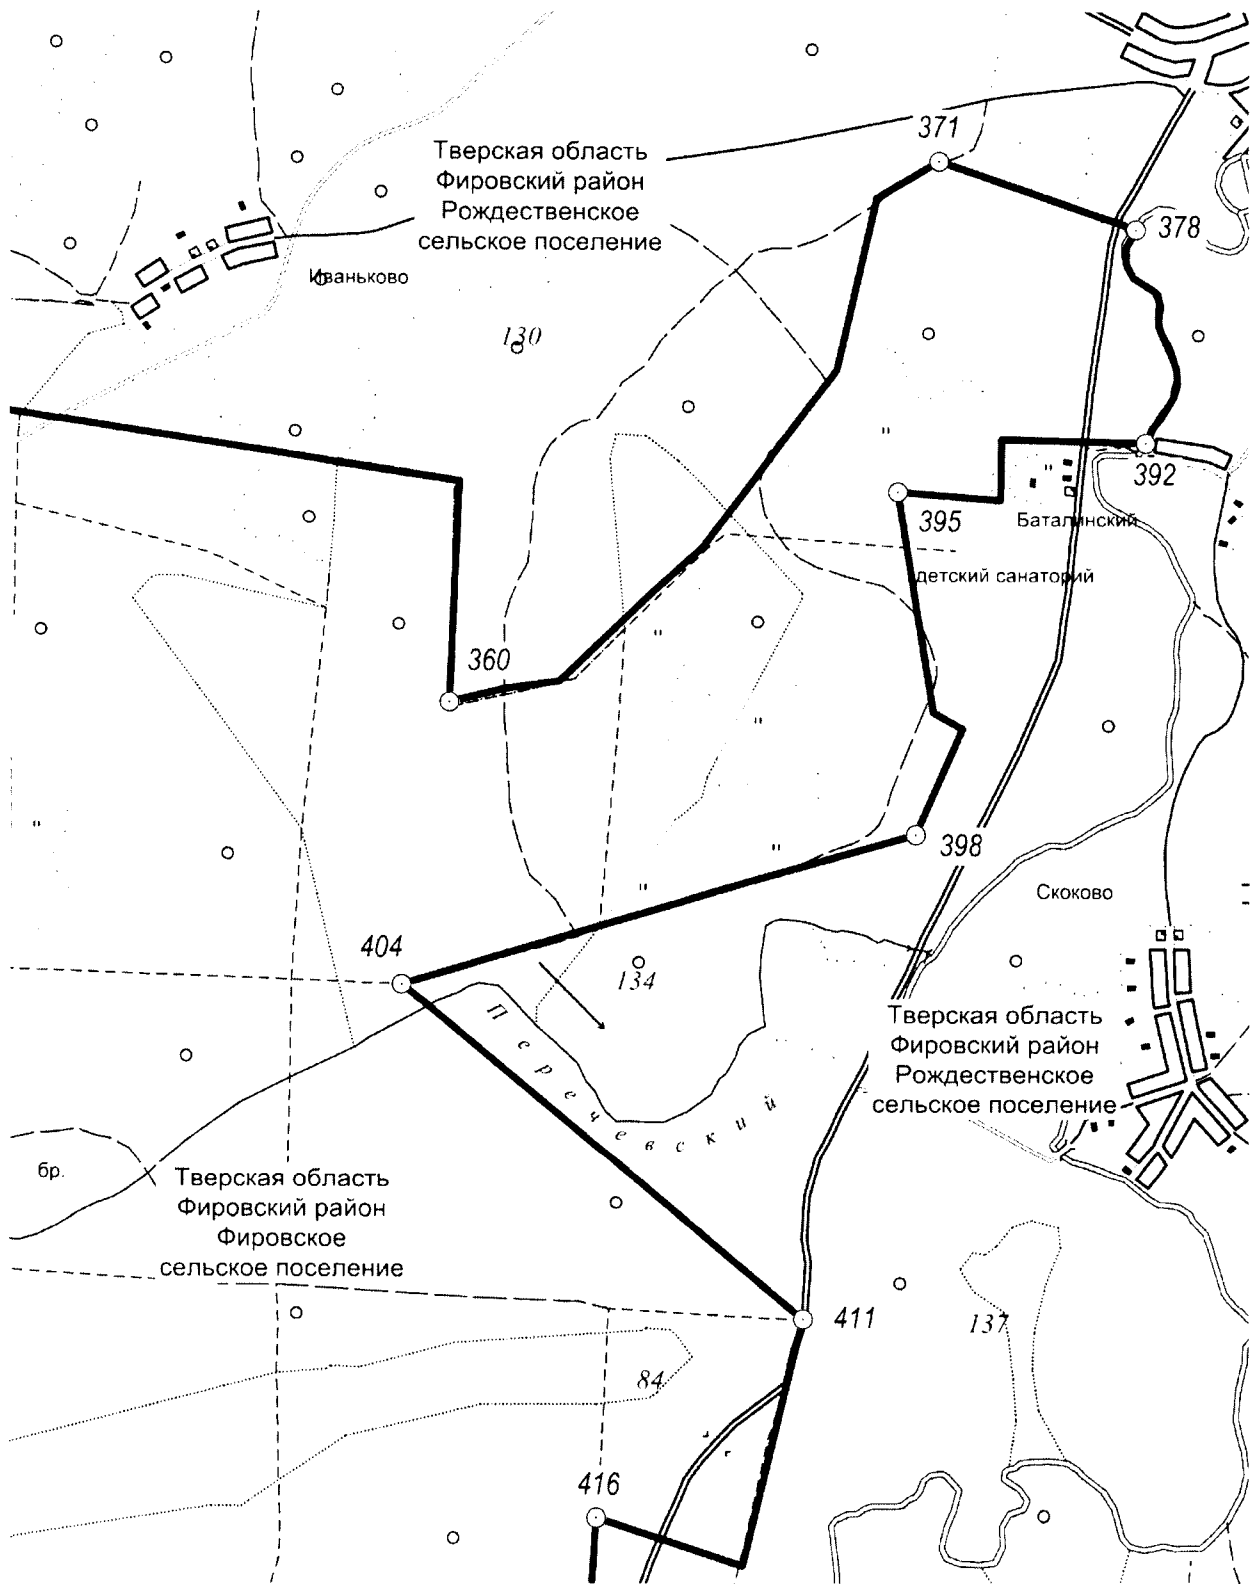 371
Тверская область
Фировский район
Рождественское
сельское поселение
378
Иваньково
130
392
395
Баталинский
детский санаторий
360
398
Скоково
404
134
Перечевский
Тверская область
Фировский район
Рождественское
сельское поселение
бр.
Тверская область
Фировский район
Фировское
сельское поселение
411
137
84
416